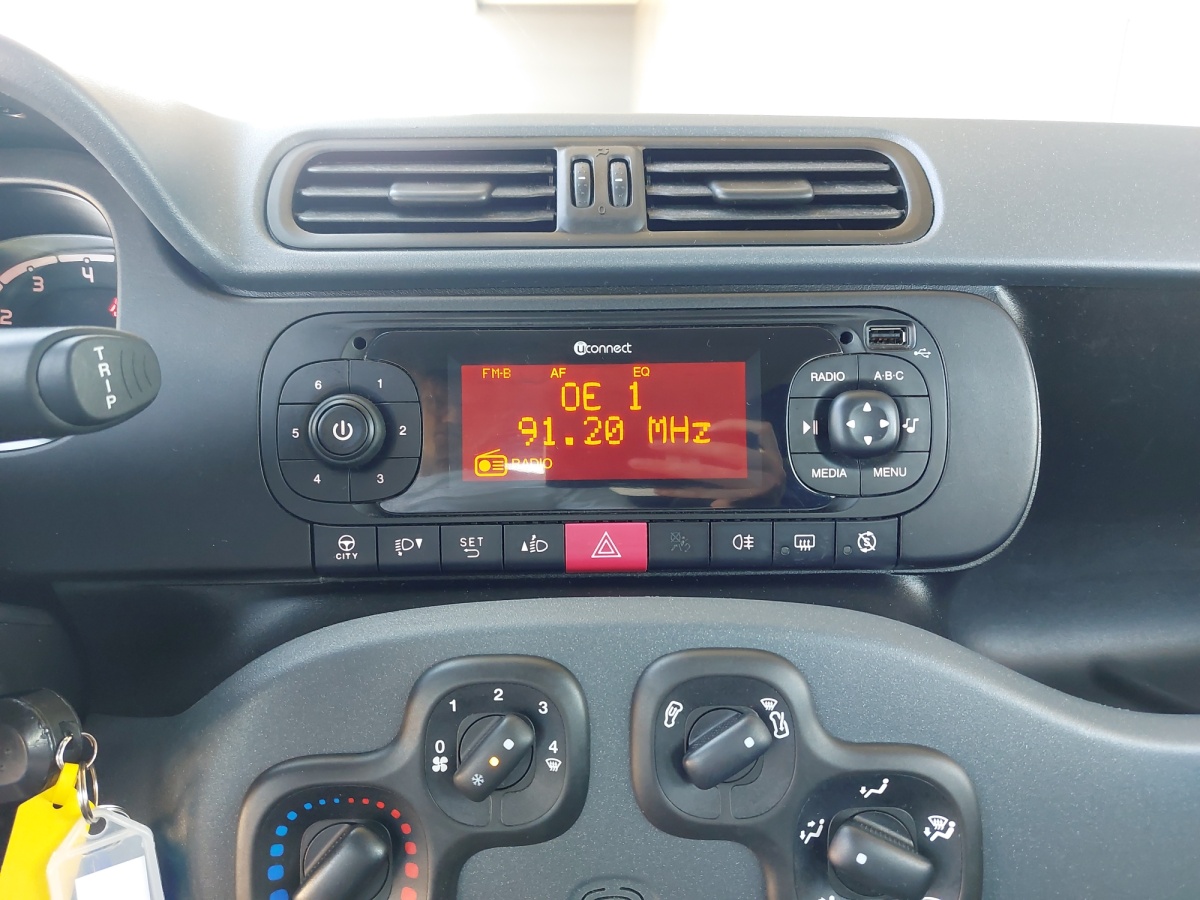 3 4
2
TRIP
uconnect
FM-B AF EQ
OE 1
91.20 MHz
RADIO
6 1
5 2
4 3
RADIO A·B·C
MEDIA MENU
CITY
SET
0 1 2 3 4
0